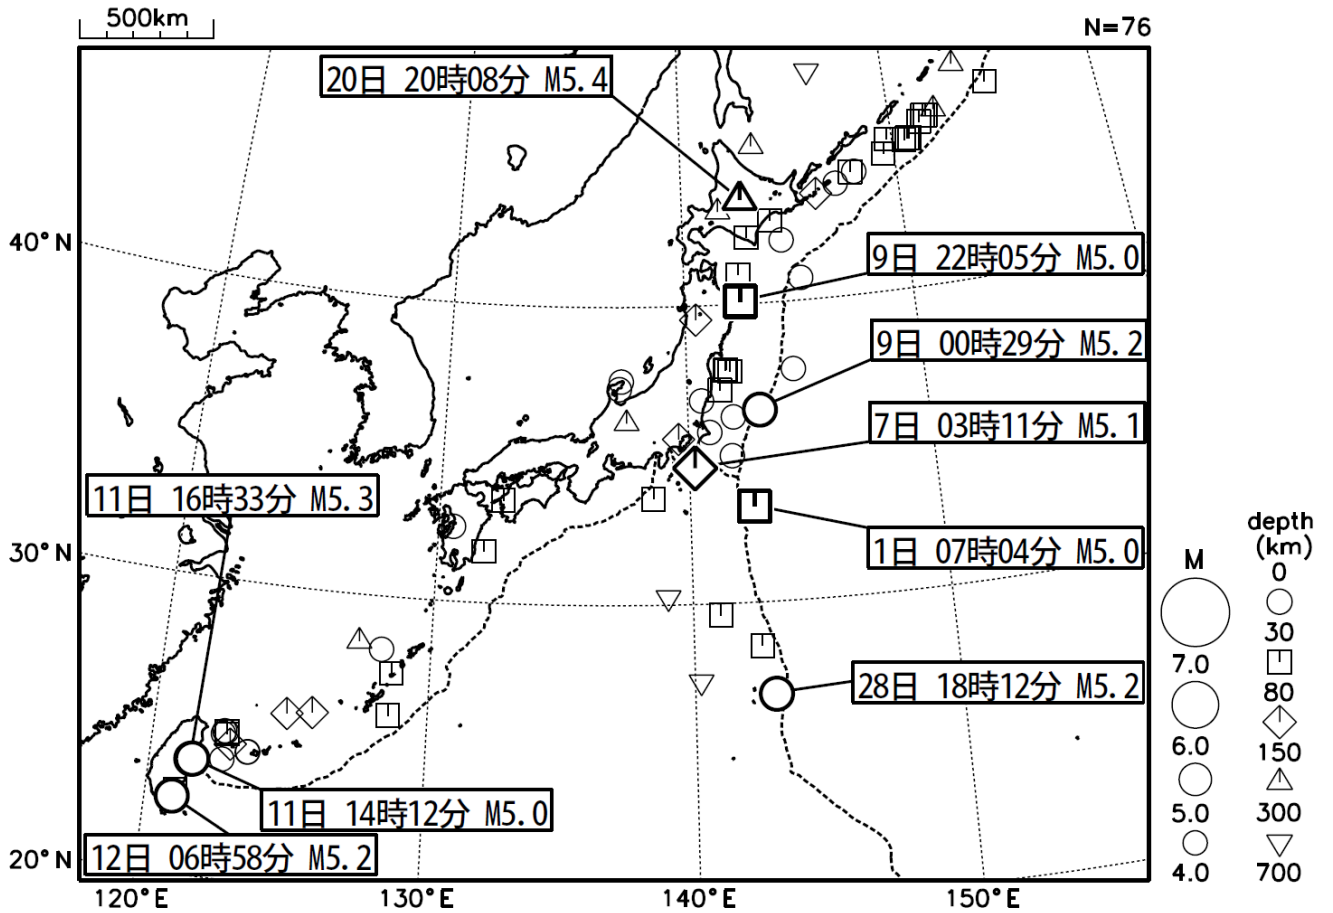 500km
N=76
20日 20時08分 M5.4
40°N
9日 22時05分 M5.0
9日 00時29分 M5.2
7日 03時11分 M5.1
11日 16時33分 M5.3
1日 07時04分 M5.0
30°N
28日 18時12分 M5.2
11日 14時12分 M5.0
12日 06時58分 M5.2
20°N
120°E
130°E
140°E
150°E
M
7.0
6.0
5.0
4.0
depth
(km)
0
30
80
150
300
700